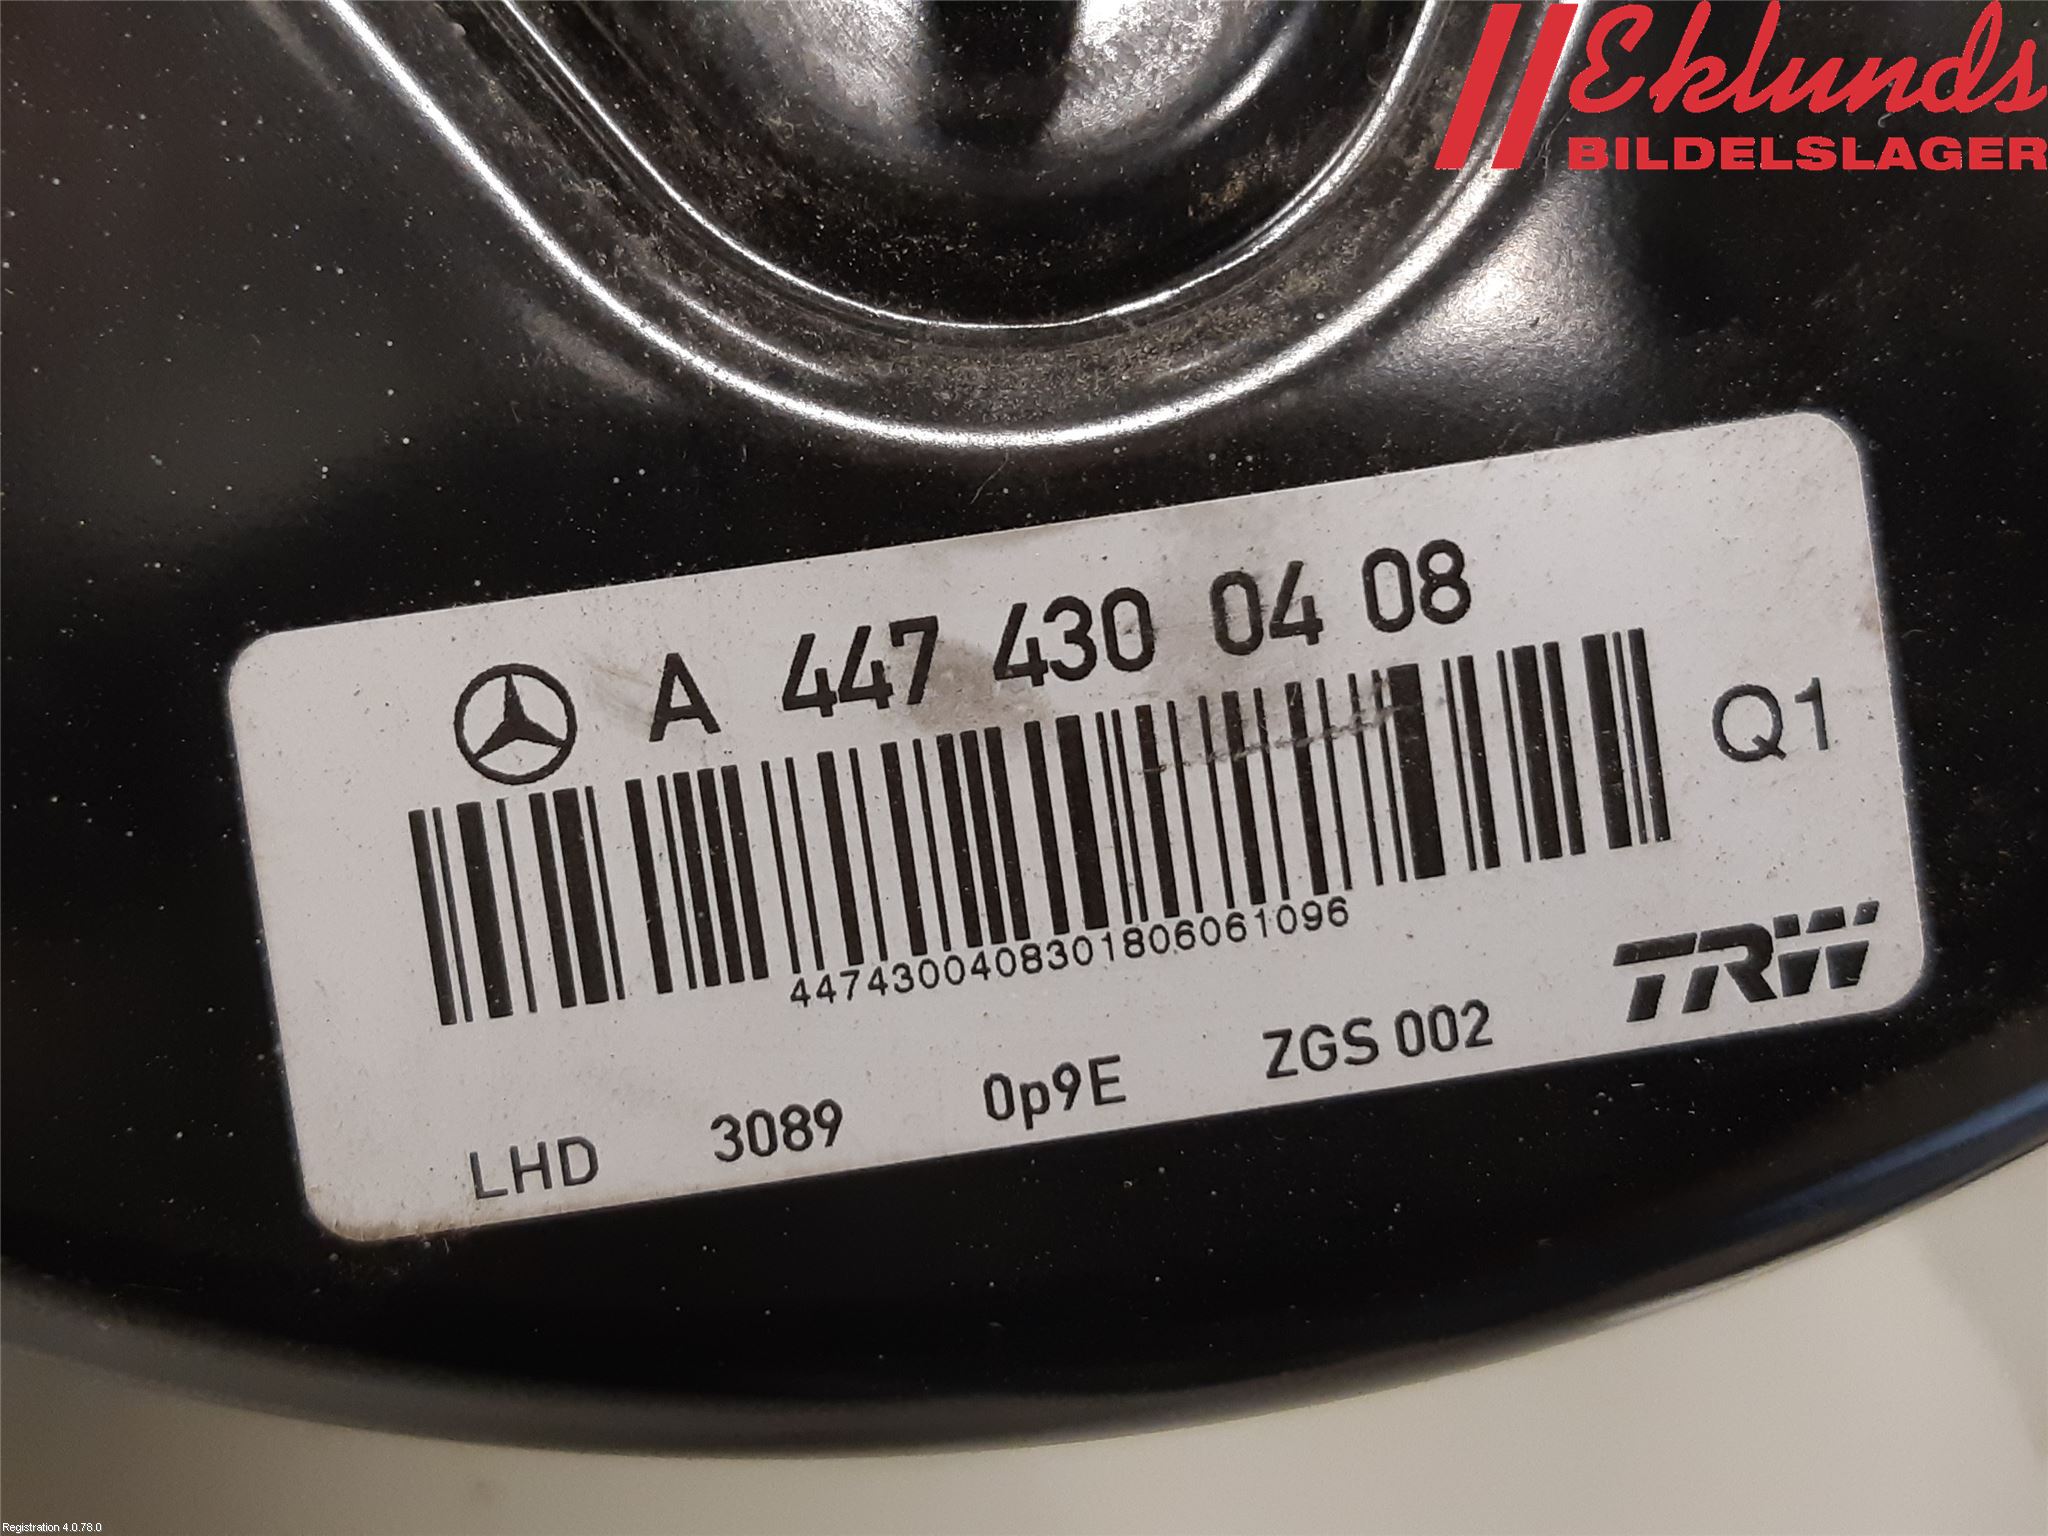 Eklunds
BILDELSLAGER
A 447 430 04 08
Q1
447430040830180606​1096
TRW
LHD 3089 0p9E ZGS 002
Registration 4.0.78.0